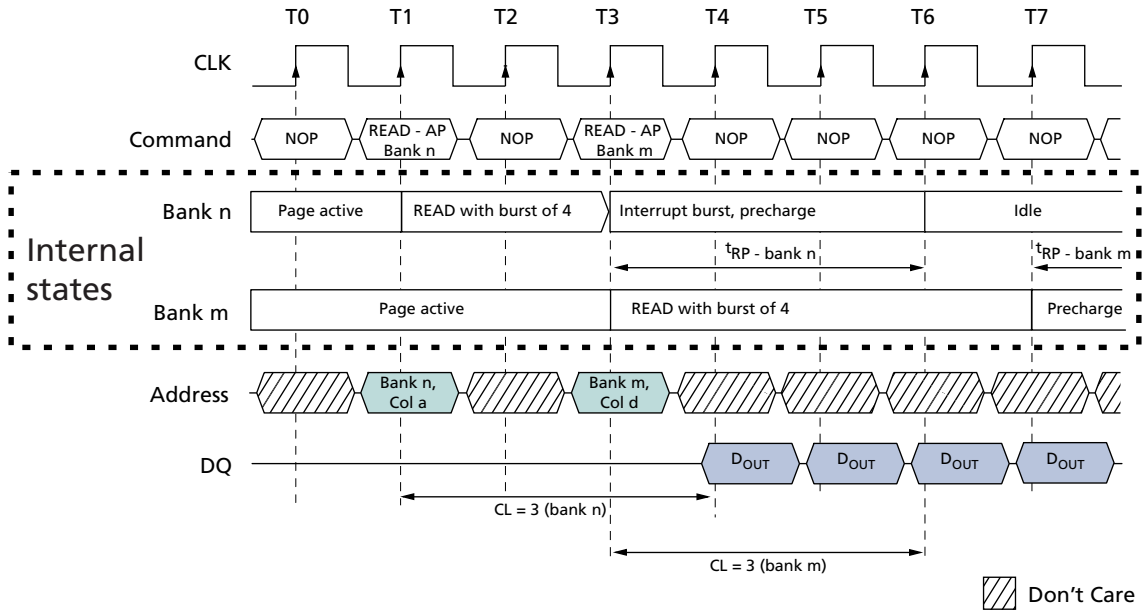 T0 T1 T2 T3 T4 T5 T6 T7
CLK
Command NOP READ - AP Bank n NOP READ - AP Bank m NOP NOP NOP NOP
Bank n Page active READ with burst of 4 Interrupt burst, precharge Idle
Internal states
tRP - bank n tRP - bank m
Bank m Page active READ with burst of 4 Precharge
Address Bank n, Col a Bank m, Col d
DQ DOUT DOUT DOUT DOUT
CL = 3 (bank n)
CL = 3 (bank m)
Don't Care